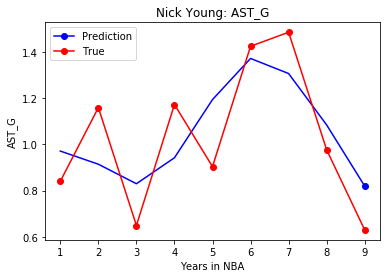 Nick Young: AST_G
Prediction
True
AST_G
1.4
1.2
1.0
0.8
0.6
1 2 3 4 5 6 7 8 9
Years in NBA